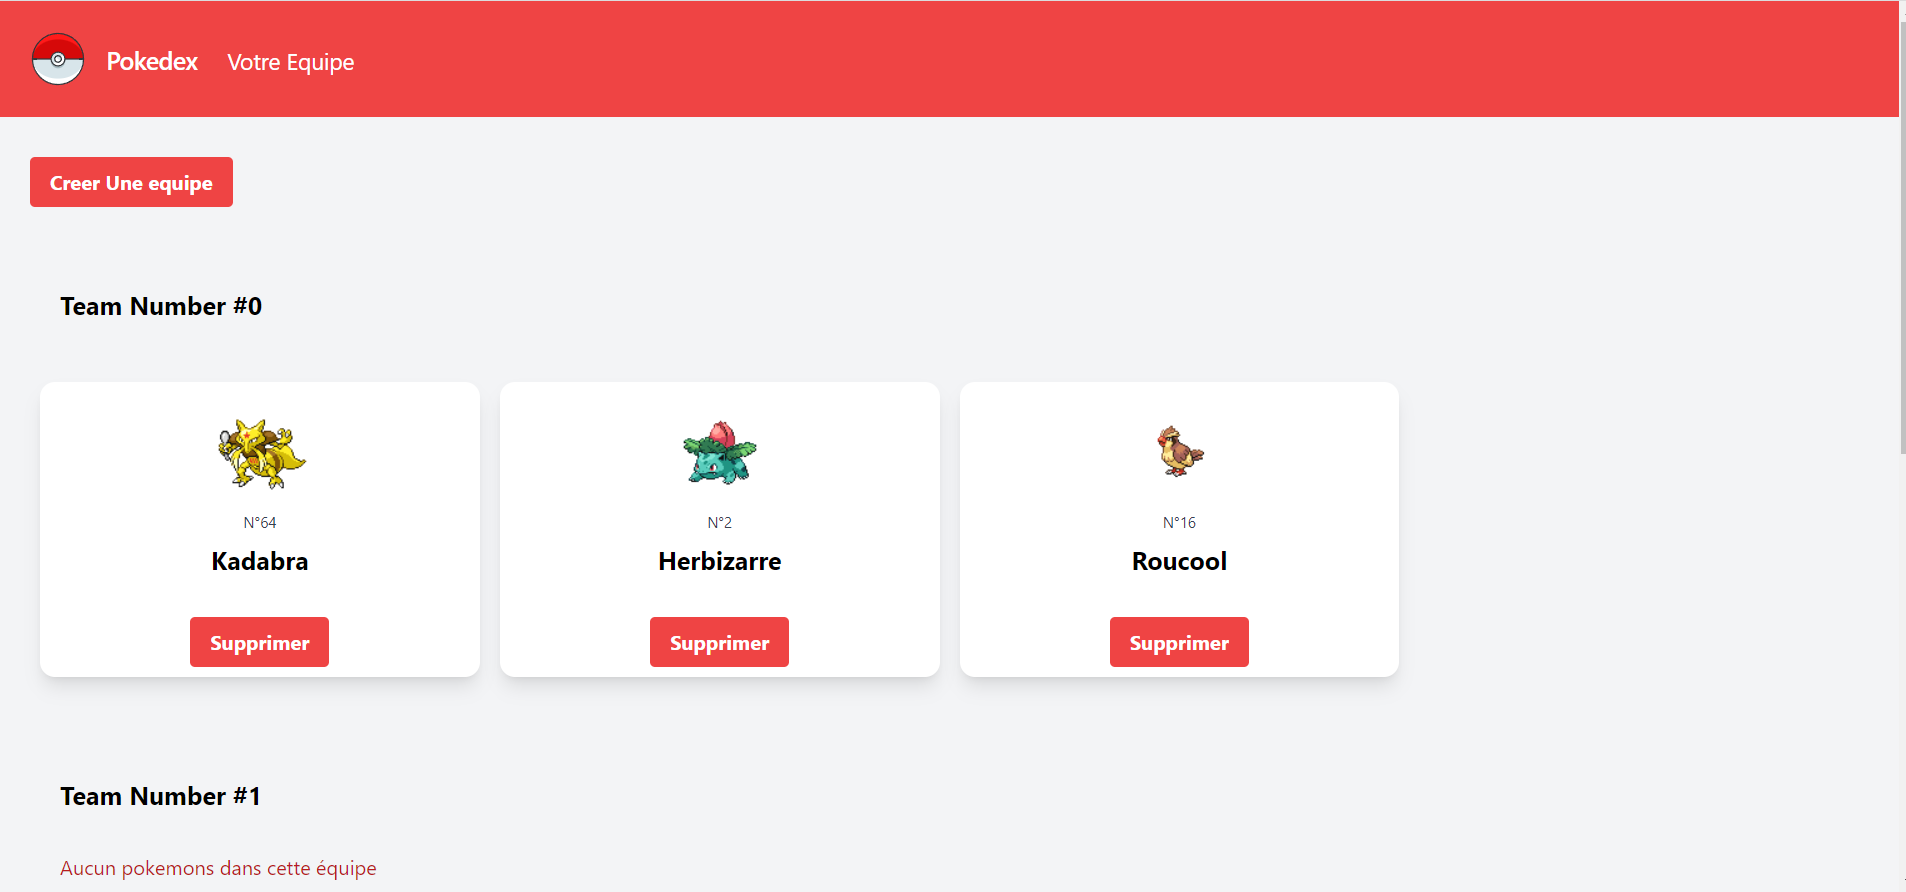 Pokedex Votre Equipe
Creer Une equipe
Team Number #0
N°64 N°2 N°16
Kadabra Herbizarre Roucool
Supprimer Supprimer Supprimer
Team Number #1
Aucun pokemons dans cette équipe